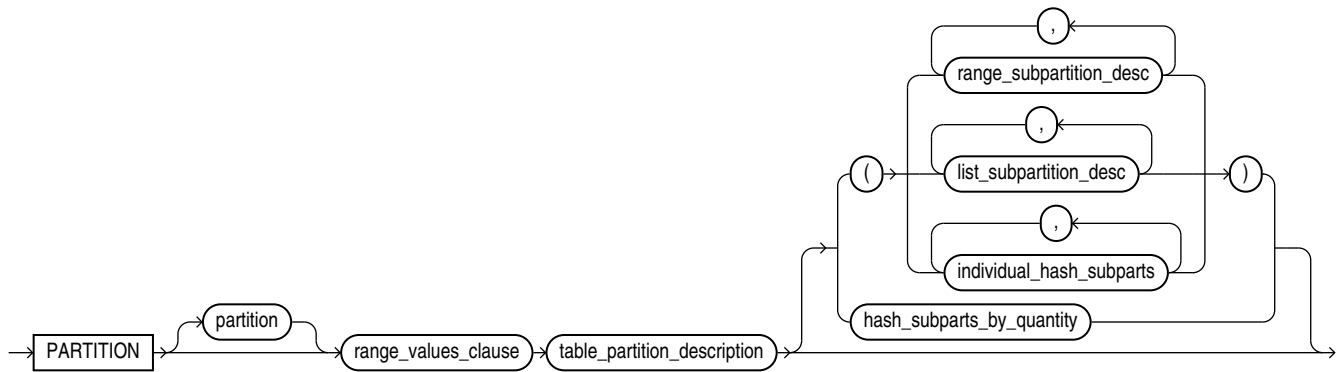 ,
range_subpartition_desc
,
( list_subpartition_desc )
,
individual_hash_subparts
partition hash_subparts_by_quantity
PARTITION range_values_clause table_partition_description